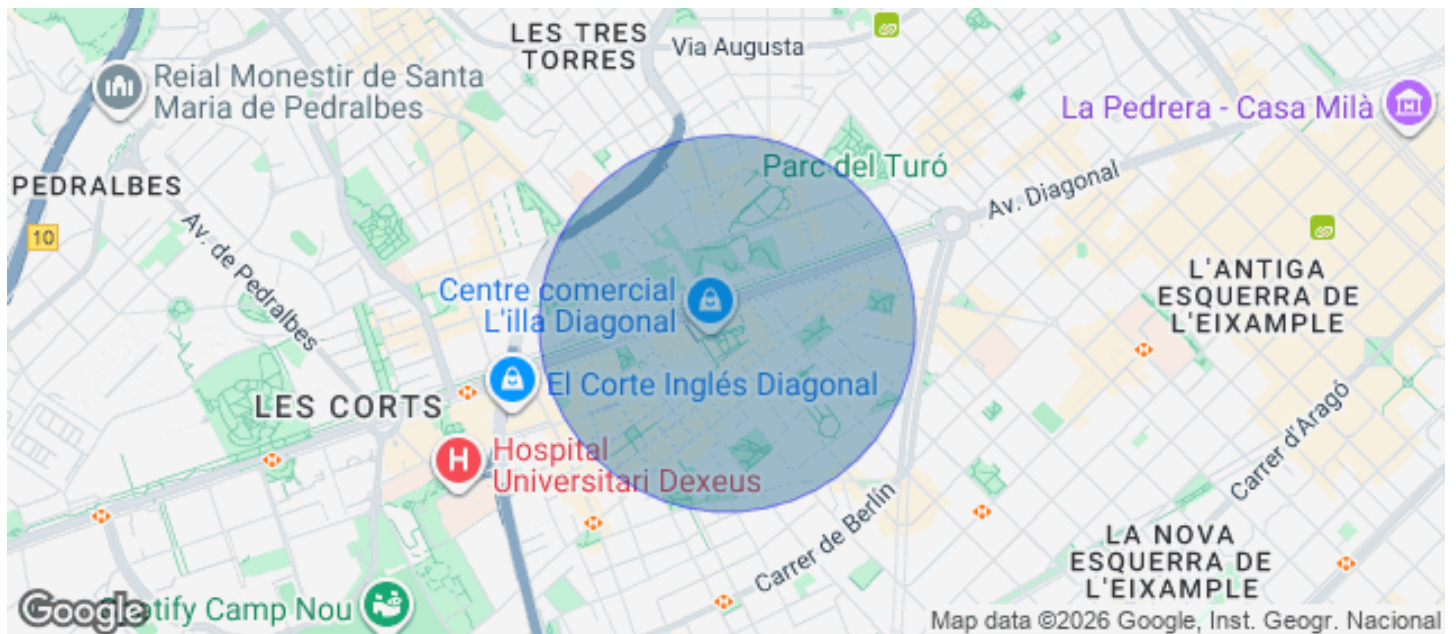 LES TRES
TORRES
Via Augusta
Reial Monestir de Santa
Maria de Pedralbes
La Pedrera - Casa Milà
Parc del Turó
PEDRALBES
Av. Diagonal
10
Av. de Pedralbes
L'ANTIGA
ESQUERRA DE
L'EIXAMPLE
Centre comercial
L'illa Diagonal
El Corte Inglés Diagonal
LES CORTS
Carrer d'Aragó
H
Hospital
Universitari Dexeus
Carrer de Berlín
LA NOVA
ESQUERRA DE
L'EIXAMPLE
Google
Camp Nou
Map data ©2026 Google, Inst. Geogr. Nacional